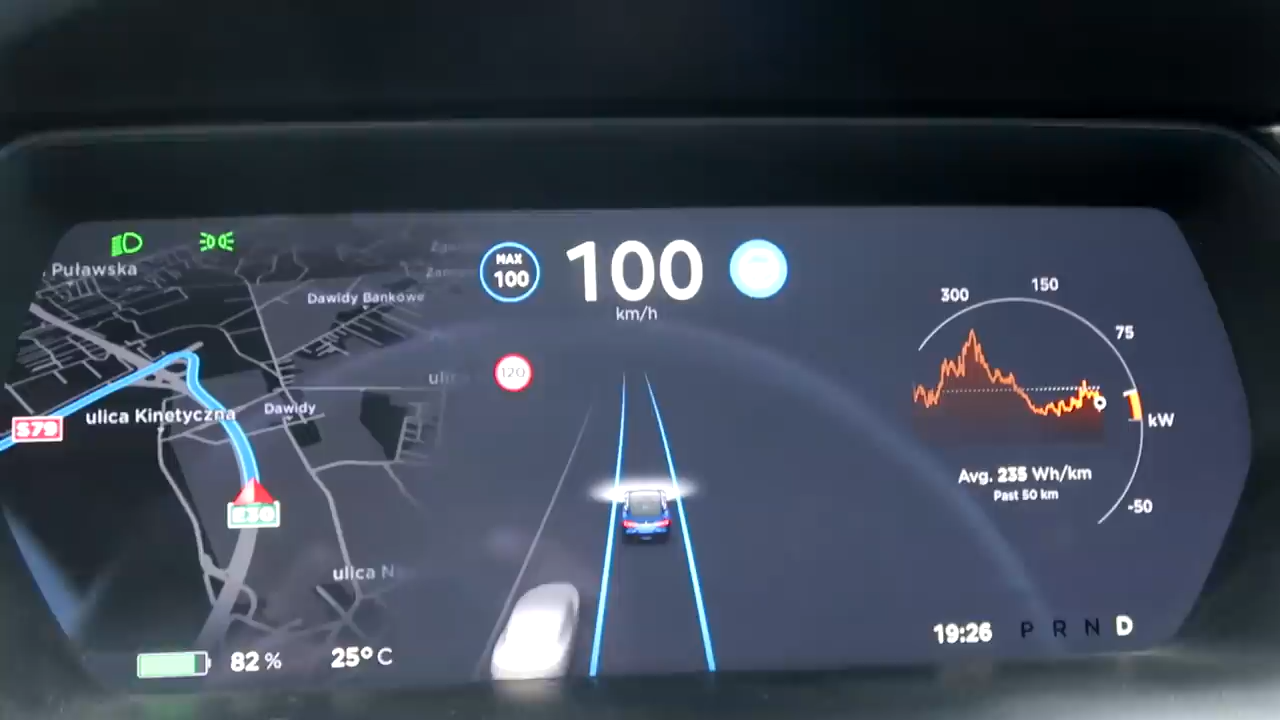 Puławska
Dawidy Bankowe
ulica Kinetyczna
Dawidy
S79
E30
ulica N
82 %
25°C
MAX
100
100
km/h
120
300
150
75
kW
-50
Avg. 235 Wh/km
Past 50 km
19:26
P R N D